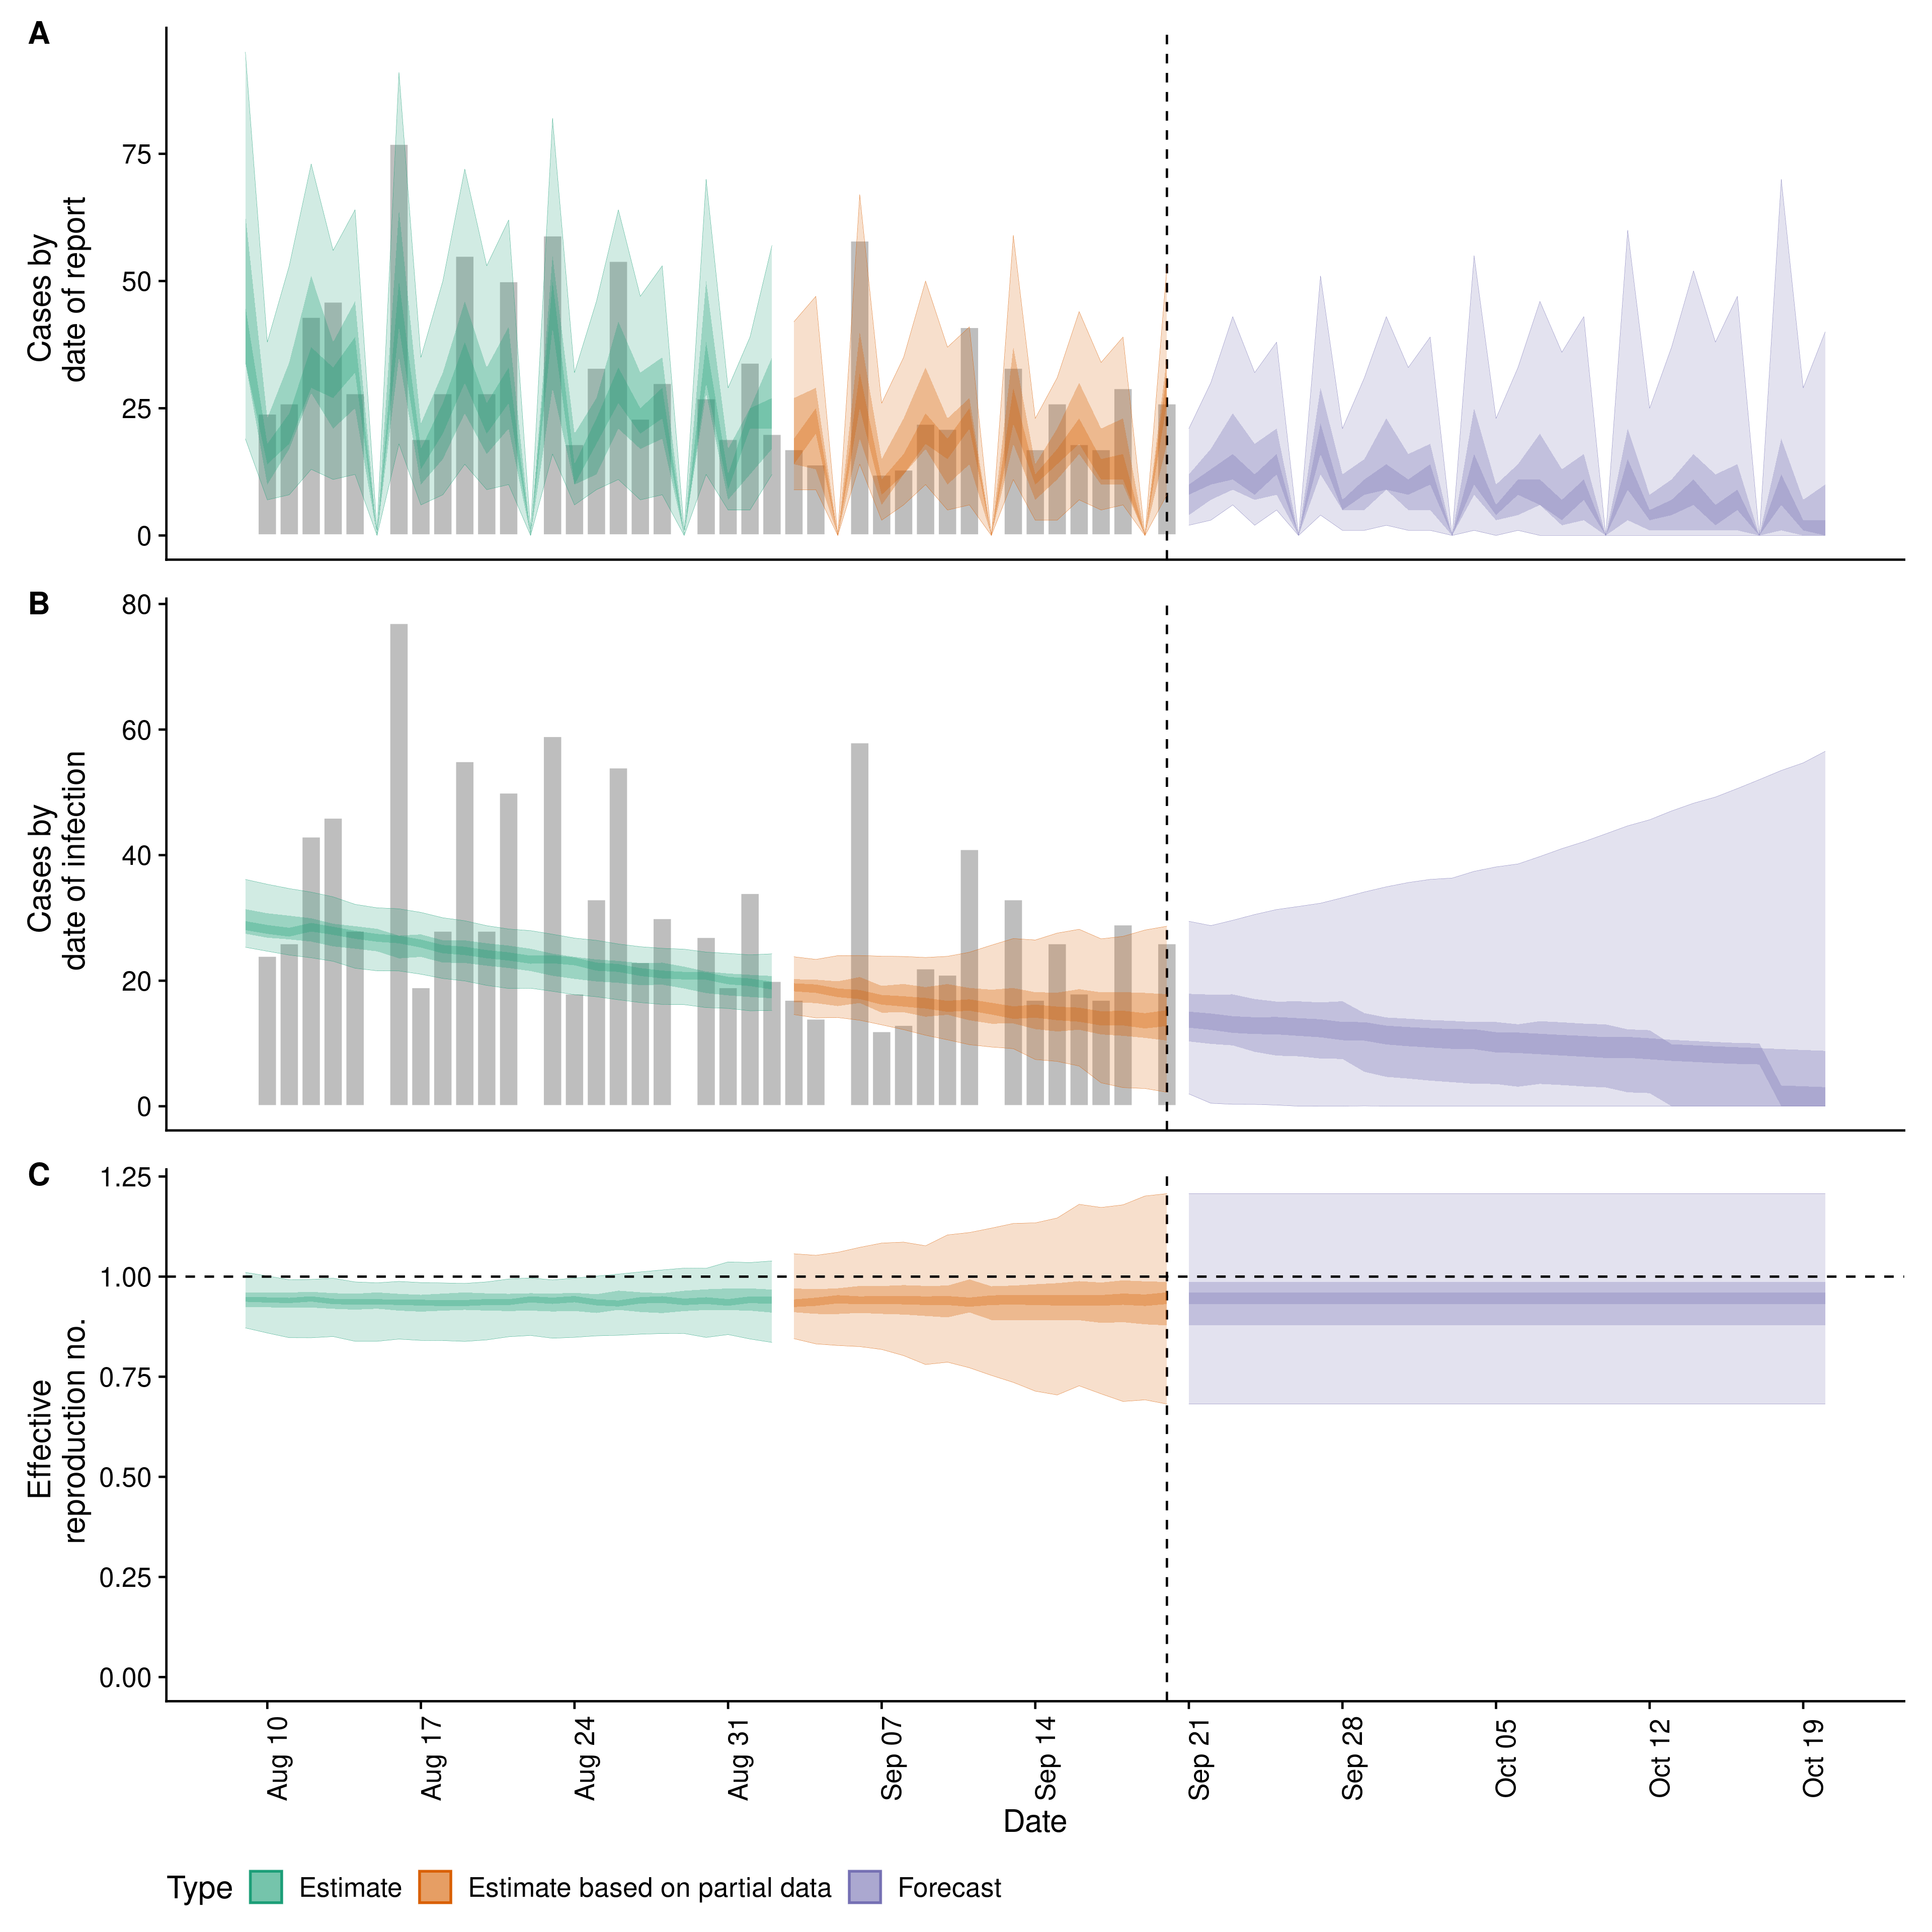 A
Cases by
date of report
75
50
25
0
B
Cases by
date of infection
80
60
40
20
0
C
Effective
reproduction no.
1.25
1.00
0.75
0.50
0.25
0.00
Aug 10
Aug 17
Aug 24
Aug 31
Sep 07
Sep 14
Sep 21
Sep 28
Oct 05
Oct 12
Oct 19
Date
Type Estimate Estimate based on partial data Forecast